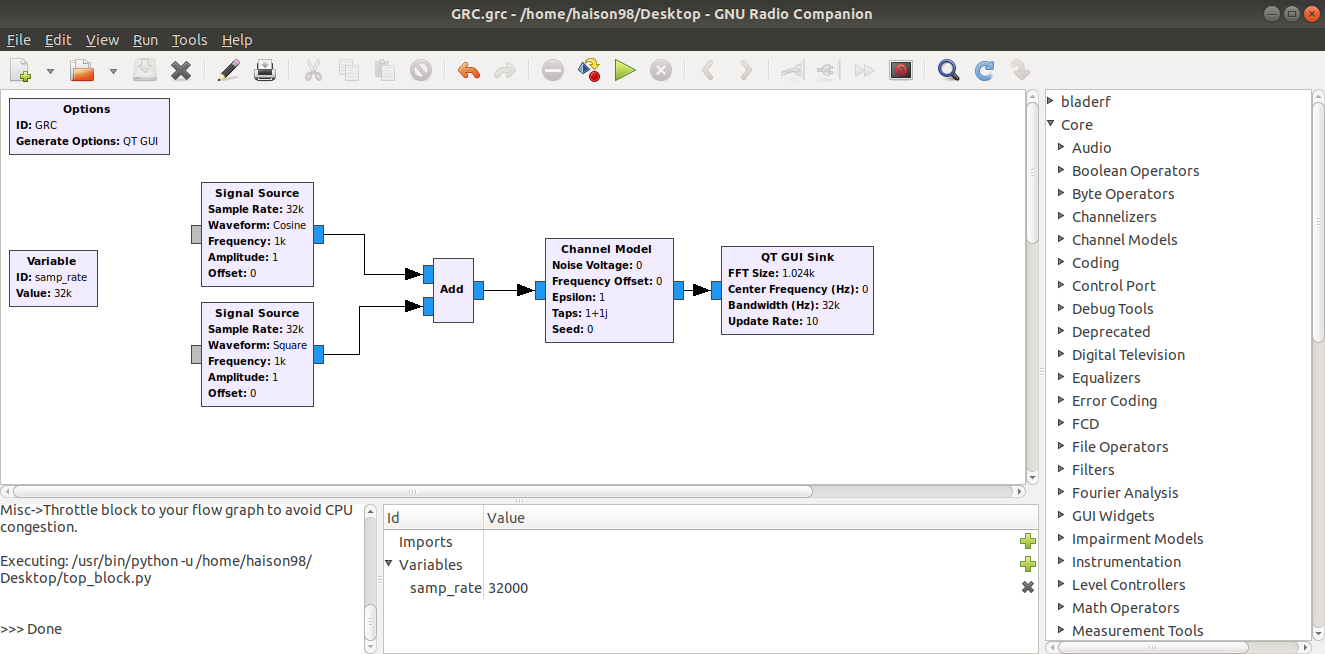 GRC.grc - /home/haison98/Desktop - GNU Radio Companion
File Edit View Run Tools Help
Options
ID: GRC
Generate Options: QT GUI
Variable
ID: samp_rate
Value: 32k
Signal Source
Sample Rate: 32k
Waveform: Cosine
Frequency: 1k
Amplitude: 1
Offset: 0
Signal Source
Sample Rate: 32k
Waveform: Square
Frequency: 1k
Amplitude: 1
Offset: 0
Add
Channel Model
Noise Voltage: 0
Frequency Offset: 0
Epsilon: 1
Taps: 1+1j
Seed: 0
QT GUI Sink
FFT Size: 1.024k
Center Frequency (Hz): 0
Bandwidth (Hz): 32k
Update Rate: 10
bladerf
Core
Audio
Boolean Operators
Byte Operators
Channelizers
Channel Models
Coding
Control Port
Debug Tools
Deprecated
Digital Television
Equalizers
Error Coding
FCD
File Operators
Filters
Fourier Analysis
GUI Widgets
Impairment Models
Instrumentation
Level Controllers
Math Operators
Measurement Tools
Misc->Throttle block to your flow graph to avoid CPU
congestion.
Executing: /usr/bin/python -u /home/haison98/
Desktop/top_block.py
>>> Done
Id Value
Imports
Variables
samp_rate 32000